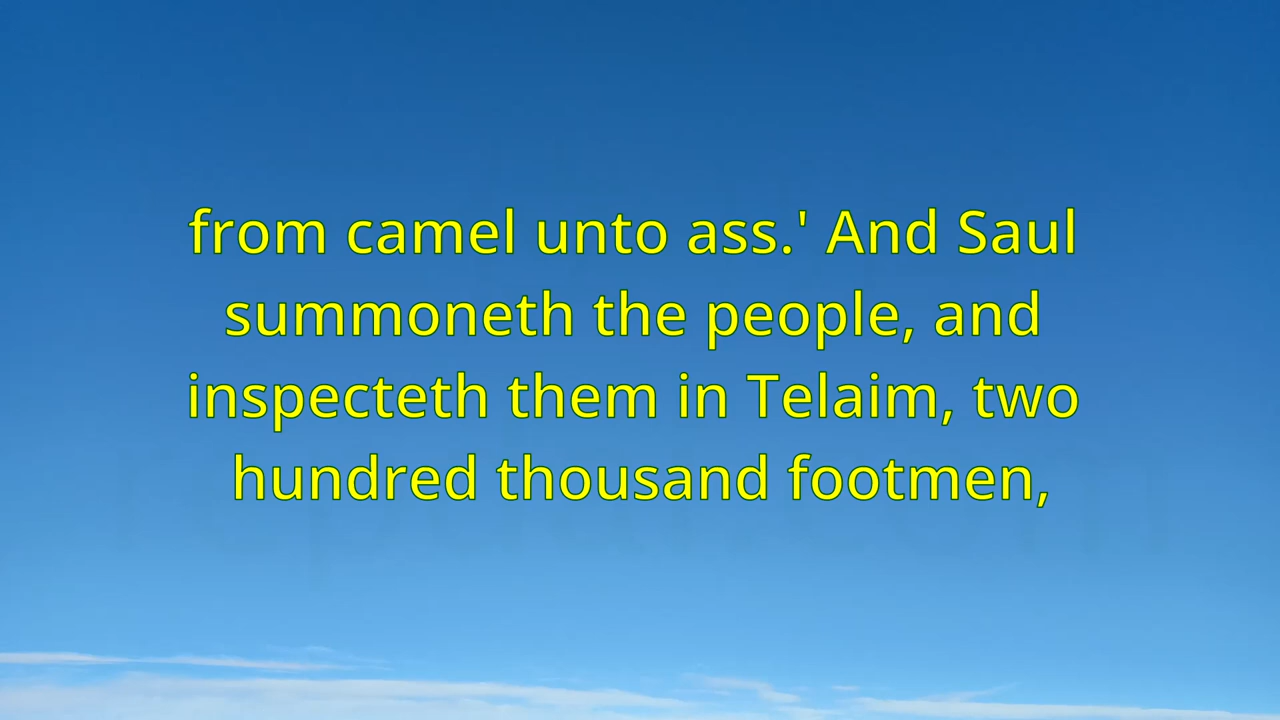 from camel unto ass.' And Saul
summoneth the people, and
inspecteth them in Telaim, two
hundred thousand footmen,